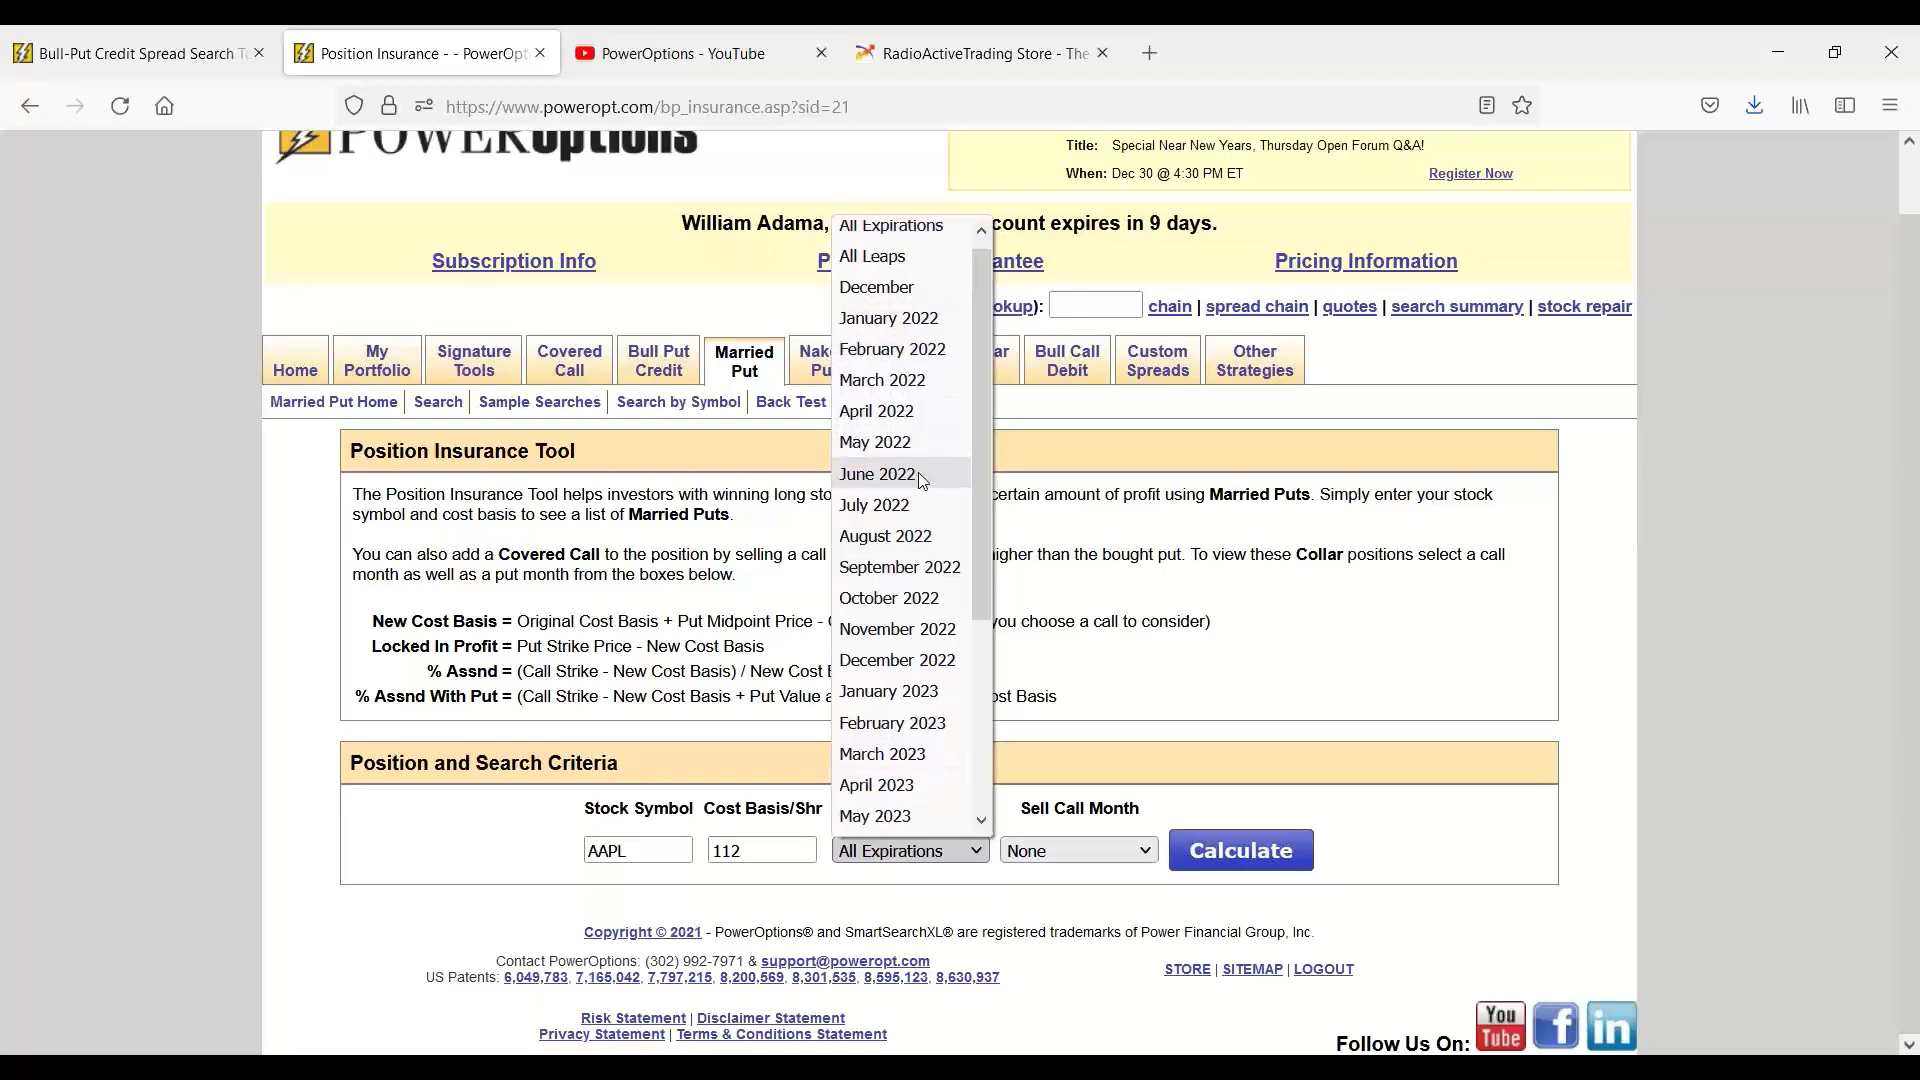 Bull-Put Credit Spread Search T
Position Insurance - - PowerOpt
PowerOptions - YouTube
RadioActiveTrading Store - The
https://www.poweropt.com/bp_insurance.asp?sid=21
POWEROptions
Title: Special Near New Years, Thursday Open Forum Q&A!
When: Dec 30 @ 4:30 PM ET Register Now
William Adama, count expires in 9 days.
Subscription Info P antee Pricing Information
okup): chain | spread chain | quotes | search summary | stock repair
Home
My Portfolio
Signature Tools
Covered Call
Bull Put Credit
Married Put
Nak Pu
ar
Bull Call Debit
Custom Spreads
Other Strategies
Married Put Home Search Sample Searches Search by Symbol Back Test
All Expirations
All Leaps
December
January 2022
February 2022
March 2022
April 2022
May 2022
June 2022
July 2022
August 2022
September 2022
October 2022
November 2022
December 2022
January 2023
February 2023
March 2023
April 2023
May 2023
Position Insurance Tool
The Position Insurance Tool helps investors with winning long sto certain amount of profit using Married Puts. Simply enter your stock
symbol and cost basis to see a list of Married Puts.
You can also add a Covered Call to the position by selling a call igher than the bought put. To view these Collar positions select a call
month as well as a put month from the boxes below.
New Cost Basis = Original Cost Basis + Put Midpoint Price - you choose a call to consider)
Locked In Profit = Put Strike Price - New Cost Basis
% Assnd = (Call Strike - New Cost Basis) / New Cost B
% Assnd With Put = (Call Strike - New Cost Basis + Put Value a ost Basis
Position and Search Criteria
Stock Symbol Cost Basis/Shr Sell Call Month
AAPL 112 All Expirations None Calculate
Copyright © 2021 - PowerOptions® and SmartSearchXL® are registered trademarks of Power Financial Group, Inc.
Contact PowerOptions: (302) 992-7971 & support@poweropt.com
US Patents: 6,049,783, 7,165,042, 7,797,215, 8,200,569, 8,301,535, 8,595,123, 8,630,937
STORE | SITEMAP | LOGOUT
Risk Statement | Disclaimer Statement
Privacy Statement | Terms & Conditions Statement
Follow Us On: You Tube f in